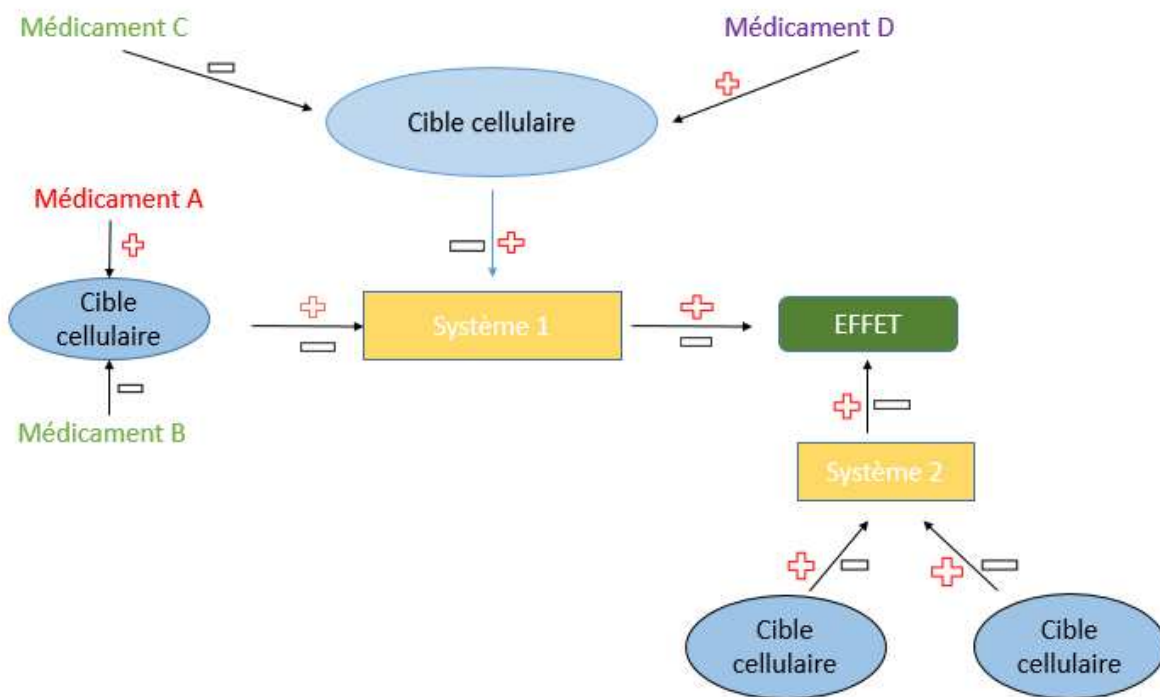 Médicament C
Médicament D
Cible cellulaire
Médicament A
Cible
cellulaire
Système 1
EFFET
Médicament B
Système 2
Cible
cellulaire
Cible
cellulaire